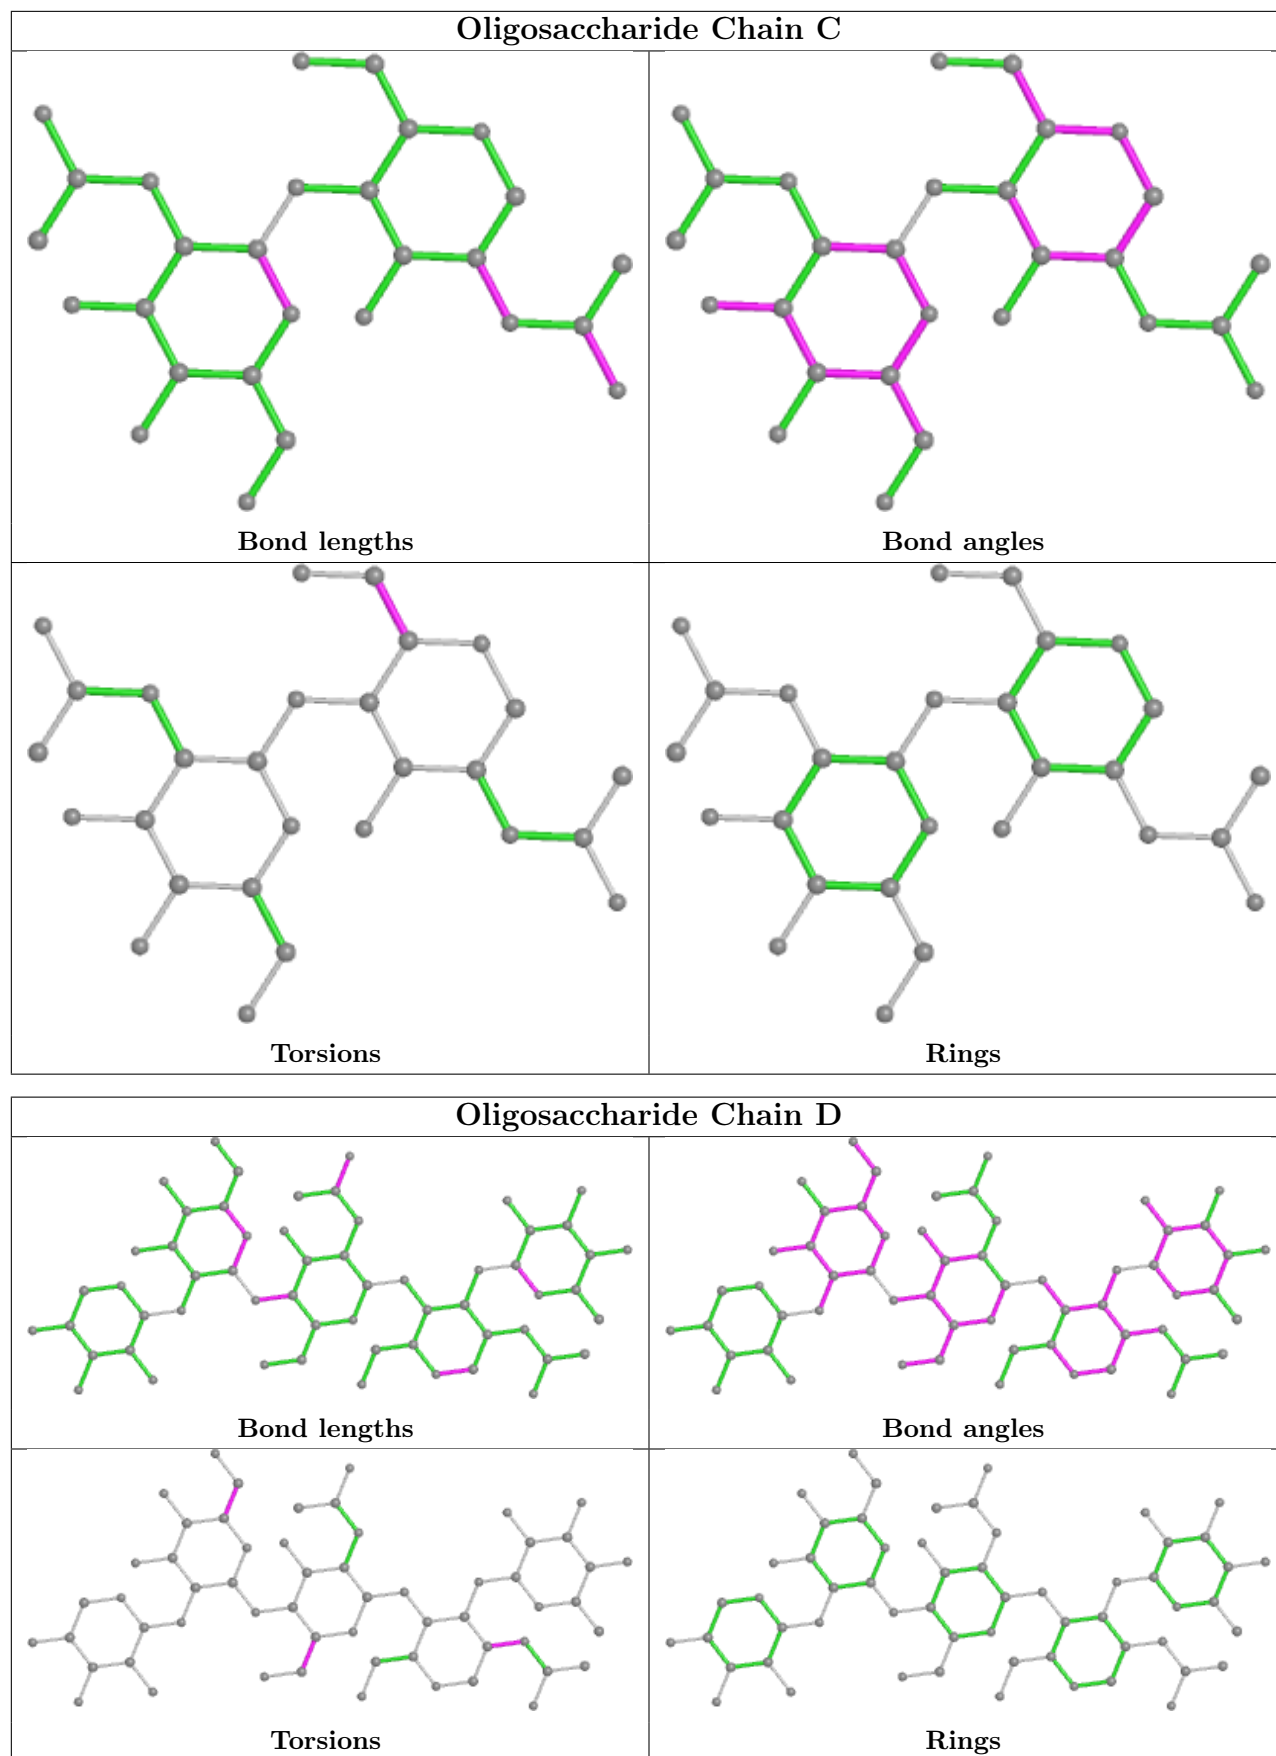 Oligosaccharide Chain C
Bond lengths
Bond angles
Torsions
Rings
Oligosaccharide Chain D
Bond lengths
Bond angles
Torsions
Rings